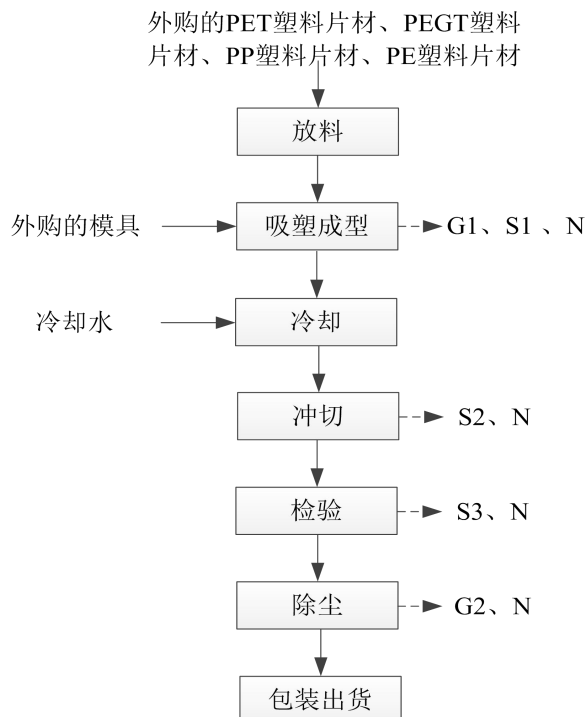 外购的PET塑料片材、PEGT塑料
片材、PP塑料片材、PE塑料片材
放料
外购的模具
吸塑成型
G1、S1 、N
冷却水
冷却
冲切
S2、N
检验
S3、N
除尘
G2、N
包装出货